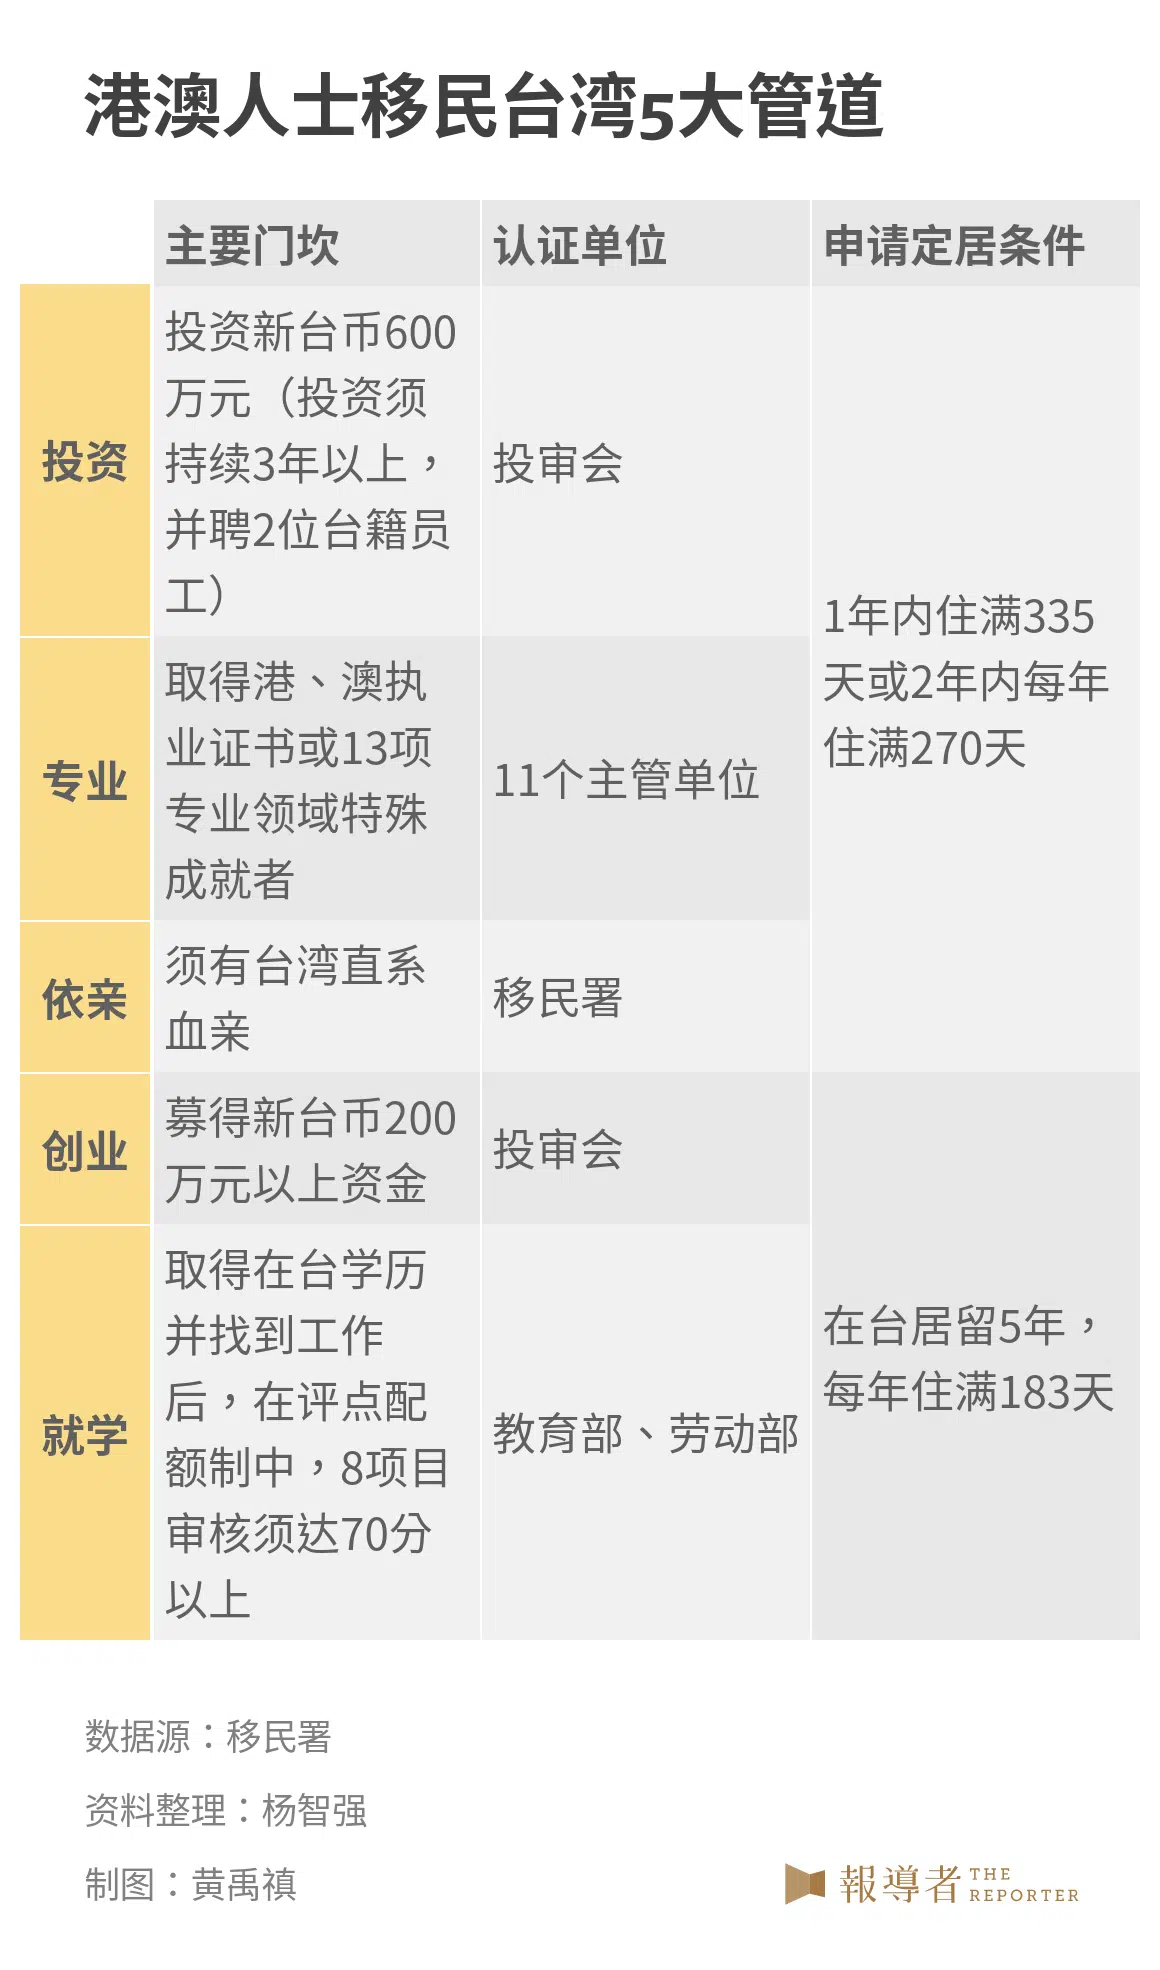 港澳人士移民台湾5大管道
主要门坎
认证单位
申请定居条件
投资
投资新台币600
万元（投资须
持续3年以上，
并聘2位台籍员
工）
投审会
1年内住满335
天或2年内每年
住满270天
专业
取得港、澳执
业证书或13项
专业领域特殊
成就者
11个主管单位
依亲
须有台湾直系
血亲
移民署
创业
募得新台币200
万元以上资金
投审会
在台居留5年，
每年住满183天
就学
取得在台学历
并找到工作
后，在评点配
额制中，8项目
审核须达70分
以上
教育部、劳动部
数据源：移民署
资料整理：杨智强
制图：黄禹禛
報導者 THE
REPORTER